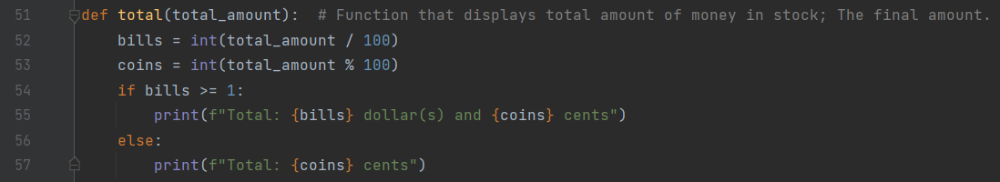 51 def total(total_amount):  # Function that displays total amount of money in stock; The final amount.
52     bills = int(total_amount / 100)
53     coins = int(total_amount % 100)
54     if bills >= 1:
55         print(f"Total: {bills} dollar(s) and {coins} cents")
56     else:
57         print(f"Total: {coins} cents")